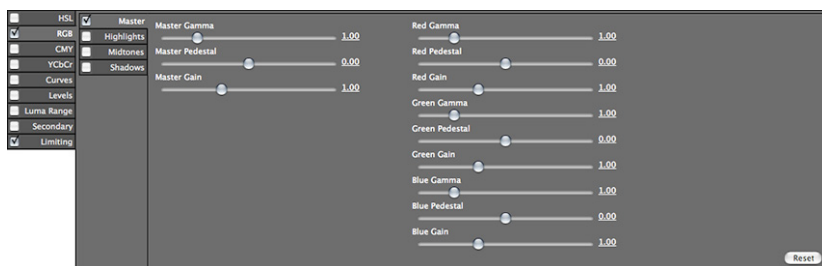 HSL
RGB
CMY
YCbCr
Curves
Levels
Luma Range
Secondary
Limiting
Master
Highlights
Midtones
Shadows
Master Gamma
1.00
Master Pedestal
0.00
Master Gain
1.00
Red Gamma
1.00
Red Pedestal
0.00
Red Gain
1.00
Green Gamma
1.00
Green Pedestal
0.00
Green Gain
1.00
Blue Gamma
1.00
Blue Pedestal
0.00
Blue Gain
1.00
Reset